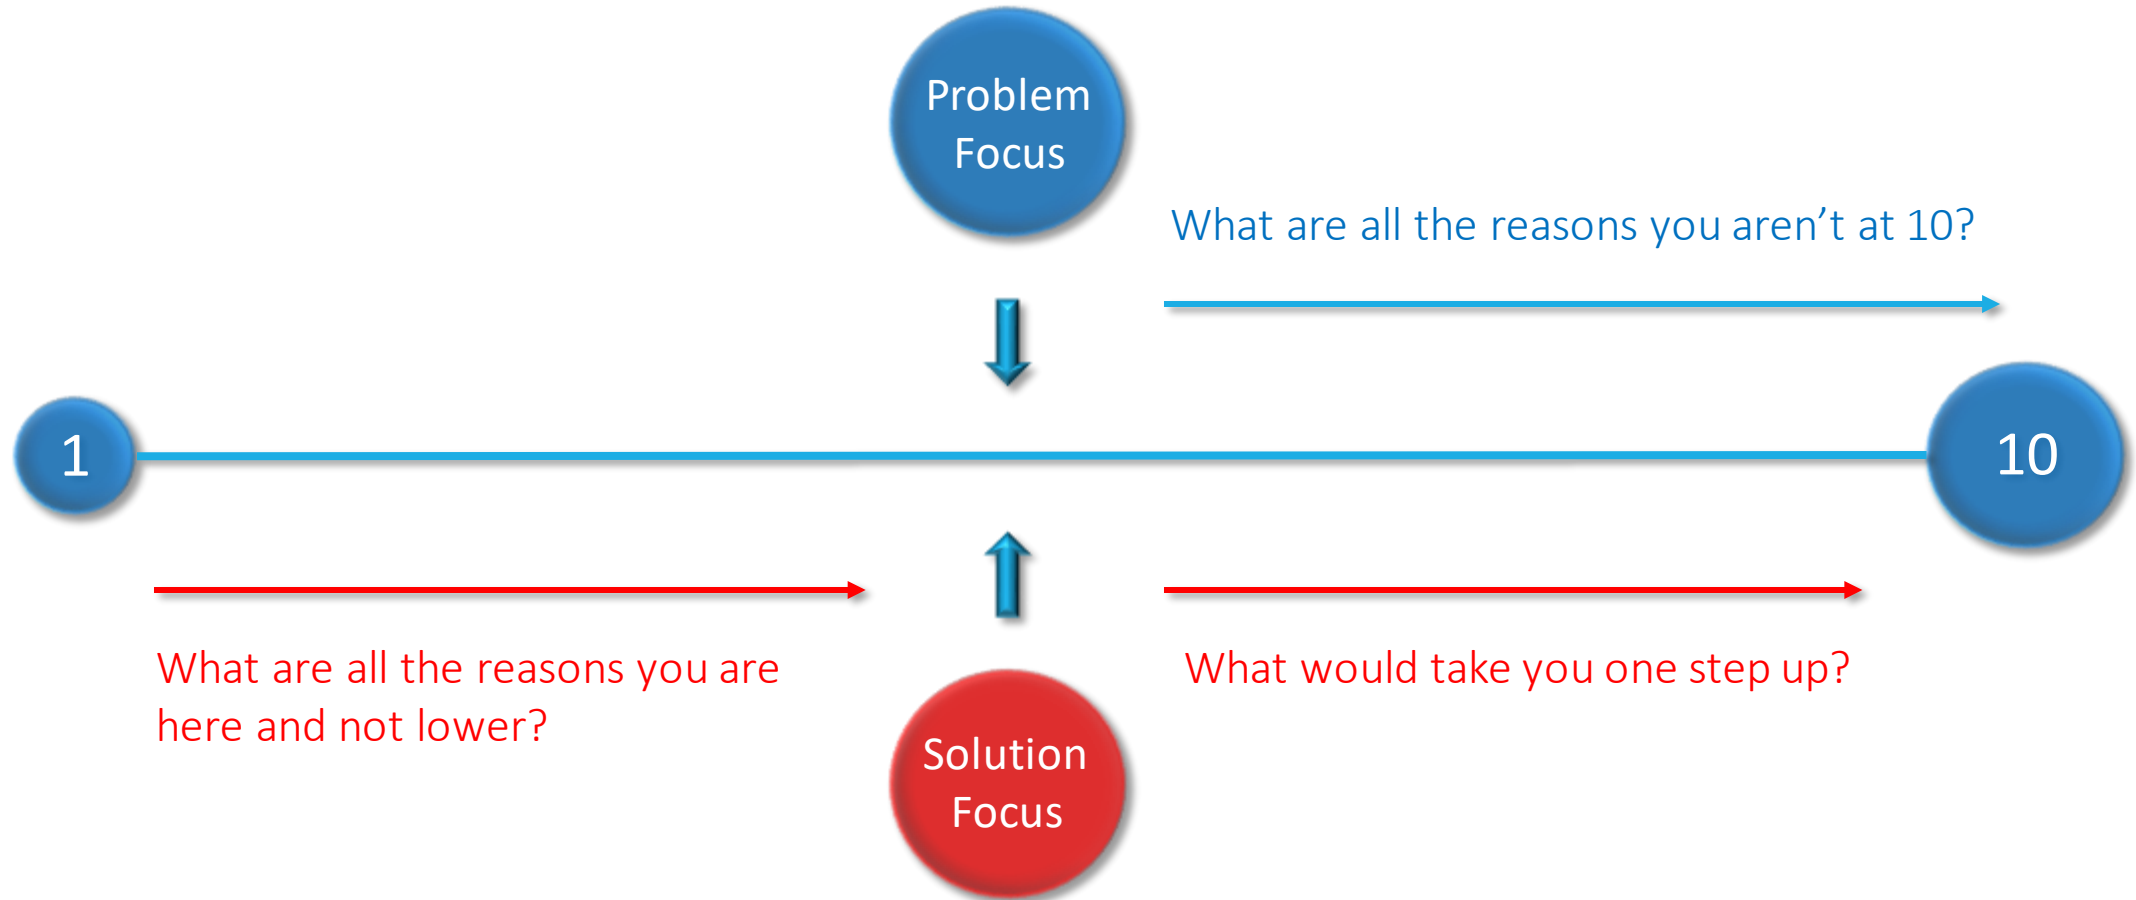 Problem
Focus
What are all the reasons you aren’t at 10?
1
10
What are all the reasons you are
here and not lower?
What would take you one step up?
Solution
Focus